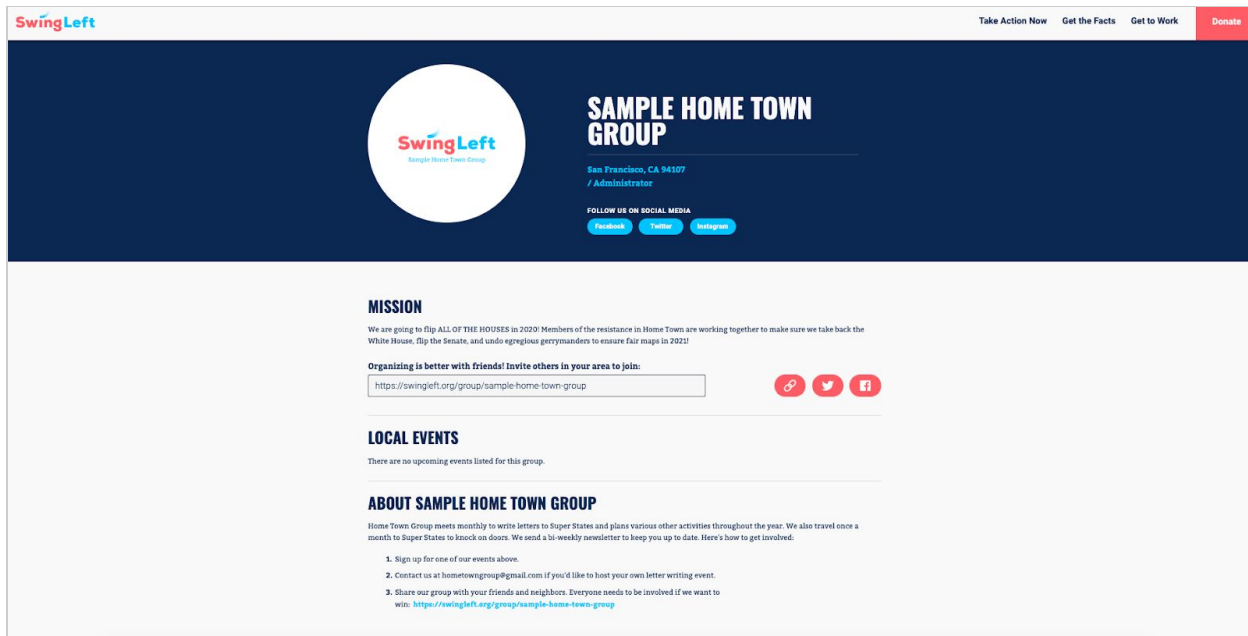 SwingLeft
Take Action Now Get the Facts Get to Work Donate
SwingLeft
Sample Home Town Group
SAMPLE HOME TOWN
GROUP
San Francisco, CA 94107
/ Administrator
FOLLOW US ON SOCIAL MEDIA
Facebook Twitter Instagram
MISSION
We are going to flip ALL OF THE HOUSES in 2020! Members of the resistance in Home Town are working together to make sure we take back the
White House, flip the Senate, and undo egregious gerrymanders to ensure fair maps in 2021!
Organizing is better with friends! Invite others in your area to join:
https://swingleft.org/group/sample-home-town-group
LOCAL EVENTS
There are no upcoming events listed for this group.
ABOUT SAMPLE HOME TOWN GROUP
Home Town Group meets monthly to write letters to Super States and plans various other activities throughout the year. We also travel once a
month to Super States to knock on doors. We send a bi-weekly newsletter to keep you up to date. Here's how to get involved:
1. Sign up for one of our events above.
2. Contact us at hometowngroup@gmail.com if you'd like to host your own letter writing event.
3. Share our group with your friends and neighbors. Everyone needs to be involved if we want to
win: https://swingleft.org/group/sample-home-town-group